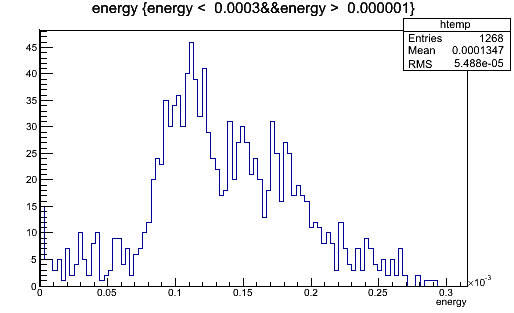 energy {energy < 0.0003&&energy > 0.000001}
htemp
Entries 1268
Mean 0.0001347
RMS 5.488e-05
45
40
35
30
25
20
15
10
5
0
0 0.05 0.1 0.15 0.2 0.25 0.3
×10⁻³
energy